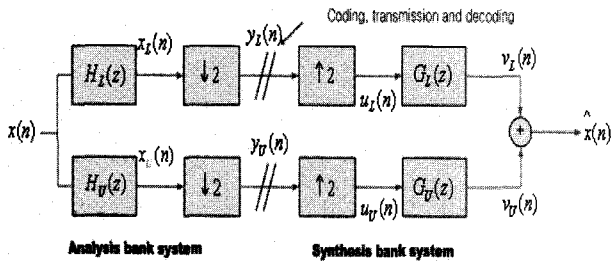 Coding, transmission and decoding
x_L(n) y_L(n) v_L(n)
H_L(z) ↓2 ↑2 G_L(z)
u_L(n)
x(n) + x̂(n)
x (n) y_U(n)
H_U(z) ↓2 ↑2 G_U(z)
u_U(n) v_U(n)
Analysis bank system Synthesis bank system